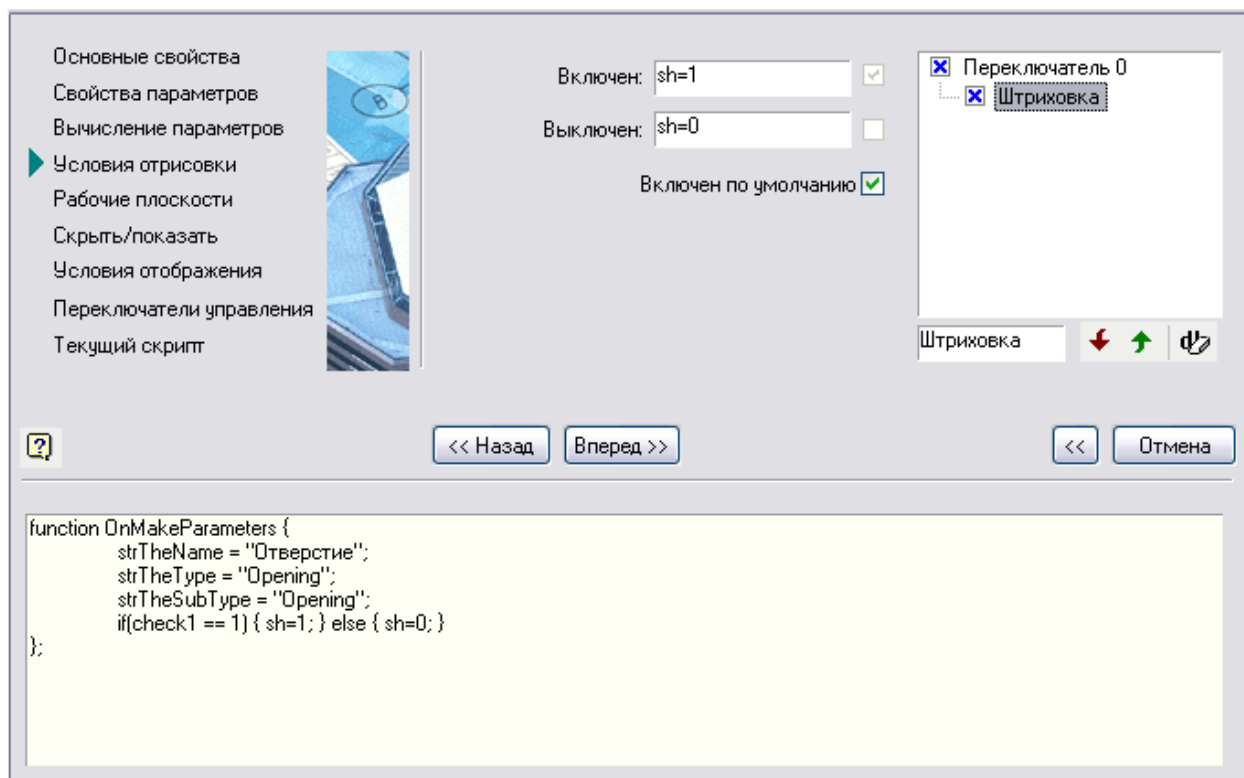 Основные свойства
Свойства параметров
Вычисление параметров
Условия отрисовки
Рабочие плоскости
Скрыть/показать
Условия отображения
Переключатели управления
Текущий скрипт
B
Включен: sh=1
Выключен: sh=0
Включен по умолчанию
Переключатель 0
Штриховка
Штриховка
<< Назад
Вперед >>
<<
Отмена
function OnMakeParameters {
strTheName = "Отверстие";
strTheType = "Opening";
strTheSubType = "Opening";
if(check1 == 1) { sh=1; } else { sh=0; }
};